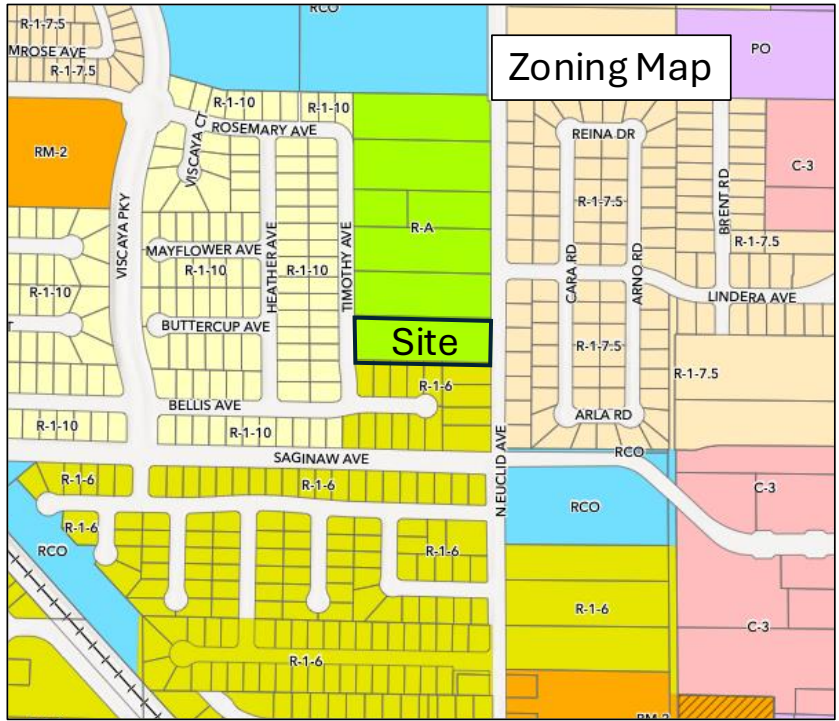 RCO
R-1-7.5
MROSE AVE
R-1-7.5
Zoning Map
PO
R-1-10
R-1-10
ROSEMARY AVE
VISCAYA CT
RM-2
REINA DR
C-3
R-1-7.5
BRENT RD
R-A
VISCAYA PKY
MAYFLOWER AVE
HEATHER AVE
TIMOTHY AVE
R-1-10
R-1-10
CARA RD
ARNO RD
R-1-7.5
R-1-10
LINDERA AVE
BUTTERCUP AVE
T
Site
R-1-7.5
R-1-7.5
R-1-6
BELLIS AVE
ARLA RD
R-1-10
R-1-10
N EUCLID AVE
SAGINAW AVE
RCO
R-1-6
R-1-6
C-3
RCO
R-1-6
RCO
R-1-6
R-1-6
C-3
R-1-6
RM-2